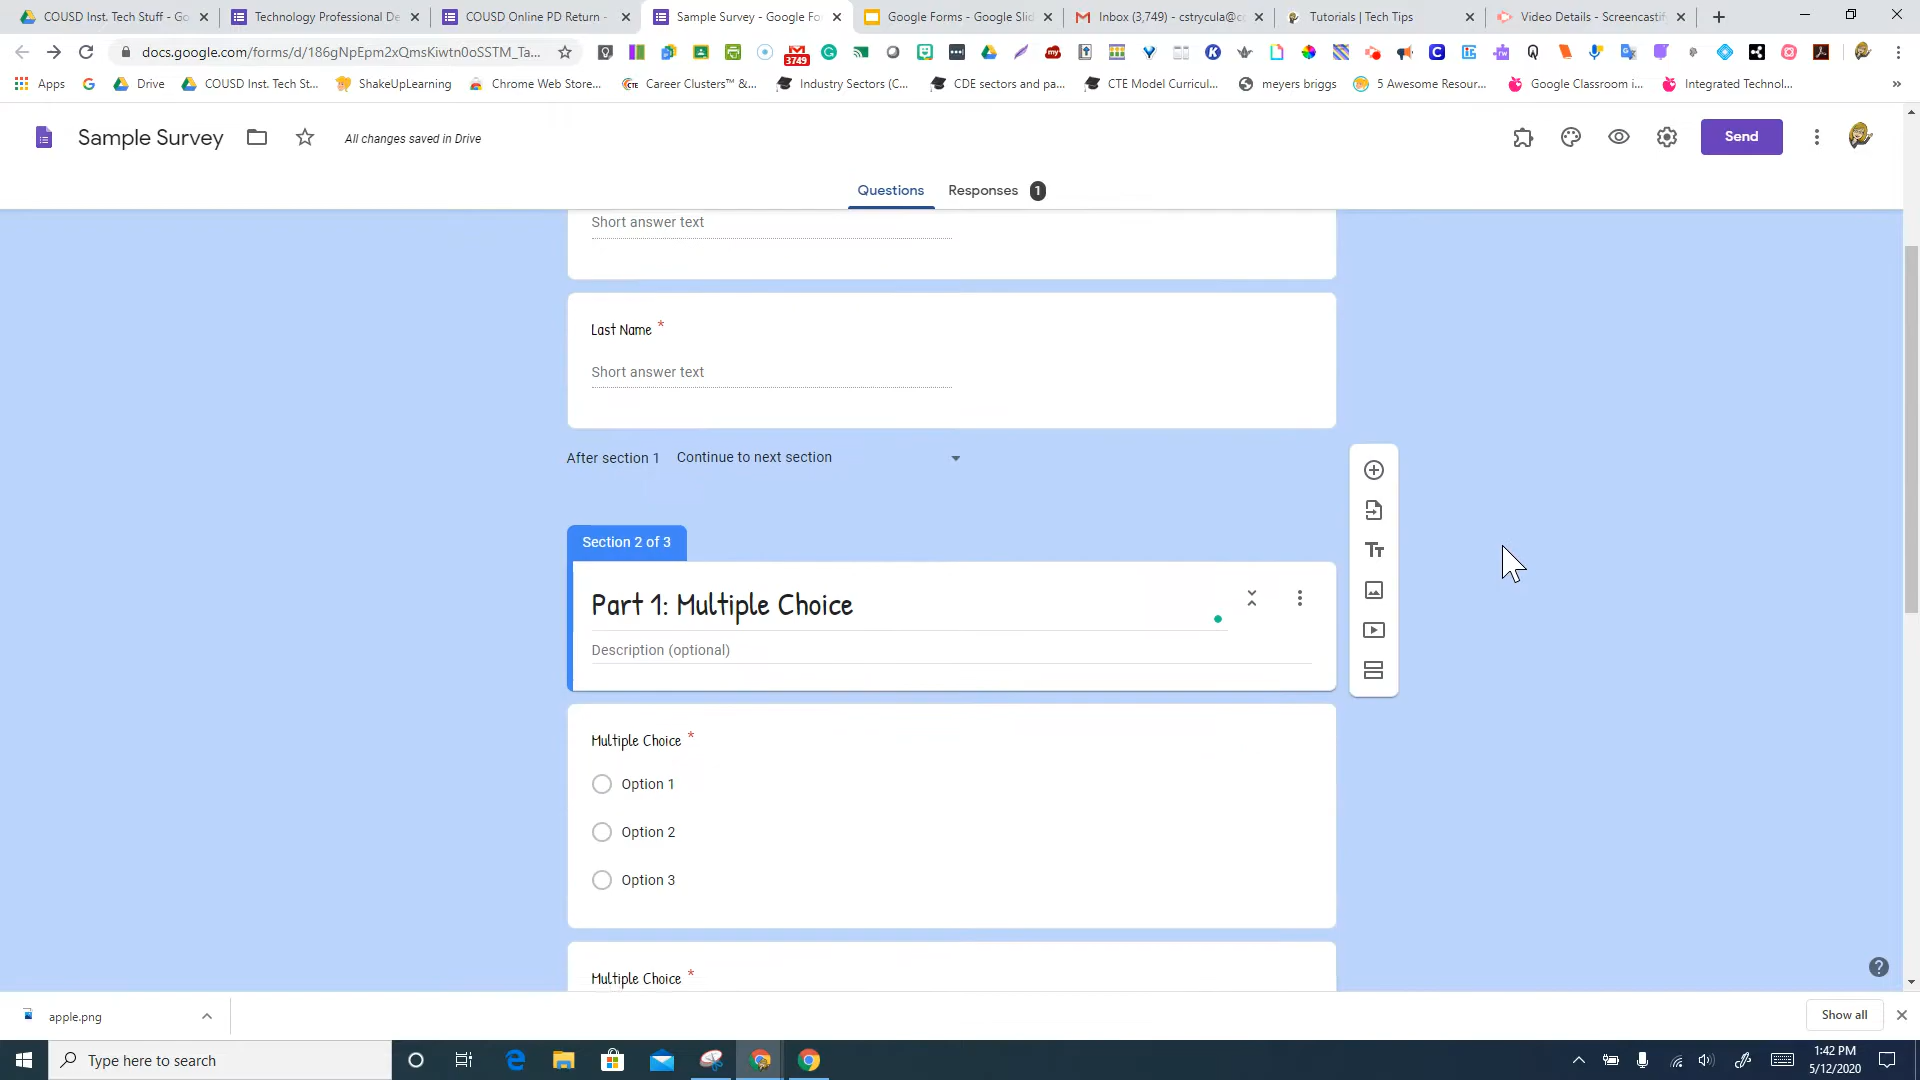 COUSD Inst. Tech Stuff - Go
Technology Professional De
COUSD Online PD Return -
Sample Survey - Google Fo
Google Forms - Google Slid
Inbox (3,749) - cstrycula@c
Tutorials | Tech Tips
Video Details - Screencastif
docs.google.com/forms/d/186gNpEpm2xQmsKiwtn0oSSTM_Ta...
3749
Apps
Drive
COUSD Inst. Tech St...
ShakeUpLearning
Chrome Web Store...
Career Clusters™ &...
Industry Sectors (C...
CDE sectors and pa...
CTE Model Curricul...
meyers briggs
5 Awesome Resour...
Google Classroom i...
Integrated Technol...
Sample Survey
All changes saved in Drive
Send
Questions
Responses 1
Short answer text
Last Name *
Short answer text
After section 1 Continue to next section
Section 2 of 3
Part 1: Multiple Choice
Description (optional)
Multiple Choice *
Option 1
Option 2
Option 3
Multiple Choice *
apple.png
Show all
Type here to search
1:42 PM
5/12/2020